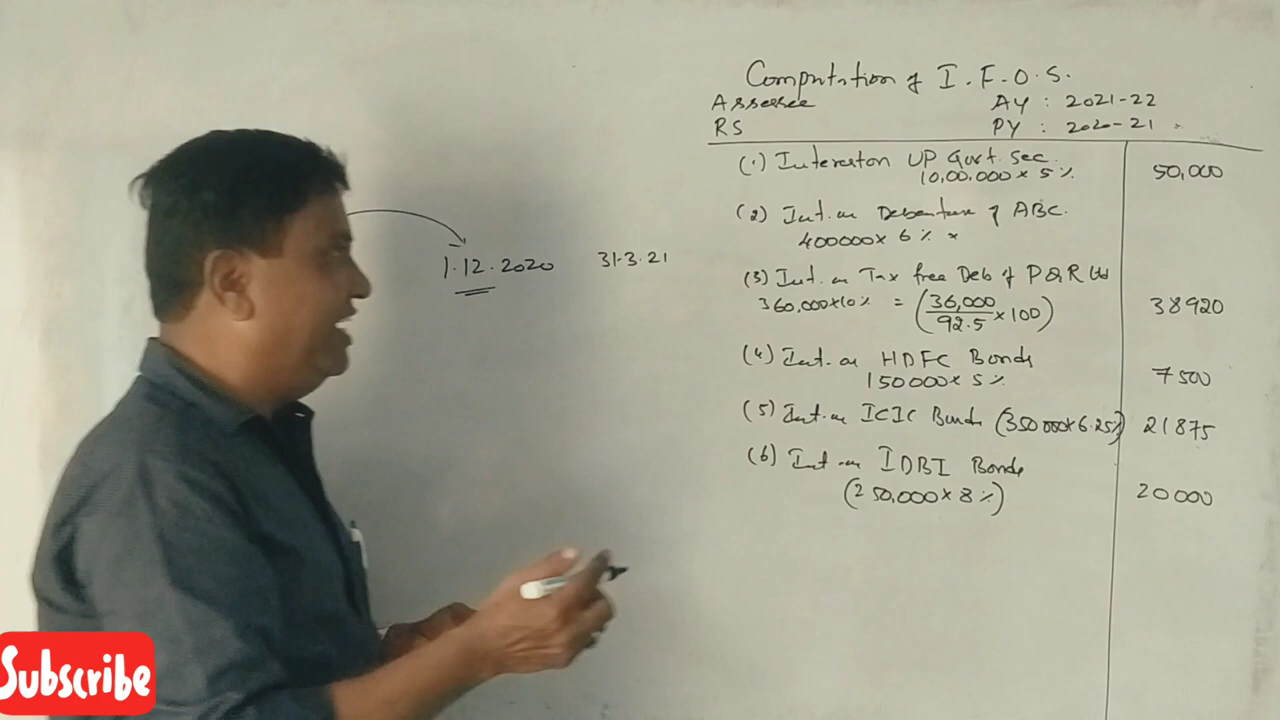 Computation of I.F.O.S.
Assessee AY : 2021-22
RS PY : 2020-21
(1) Interest on UP Govt. Sec.
10,00,000 x 5 % 50,000
(2) Int. on Debenture of ABC.
400000 x 6 % x
1.12.2020 31.3.21
(3) Int. on Tax free Deb of P&R Ltd
360,000 x 10 % = (36,000/92.5 x 100) 38920
(4) Int. on HDFC Bonds
150000 x 5 % 7500
(5) Int. on ICIC Bonds (350000 x 6.25%) 21875
(6) Int on IDBI Bonds
(250,000 x 8 %) 20000
Subscribe